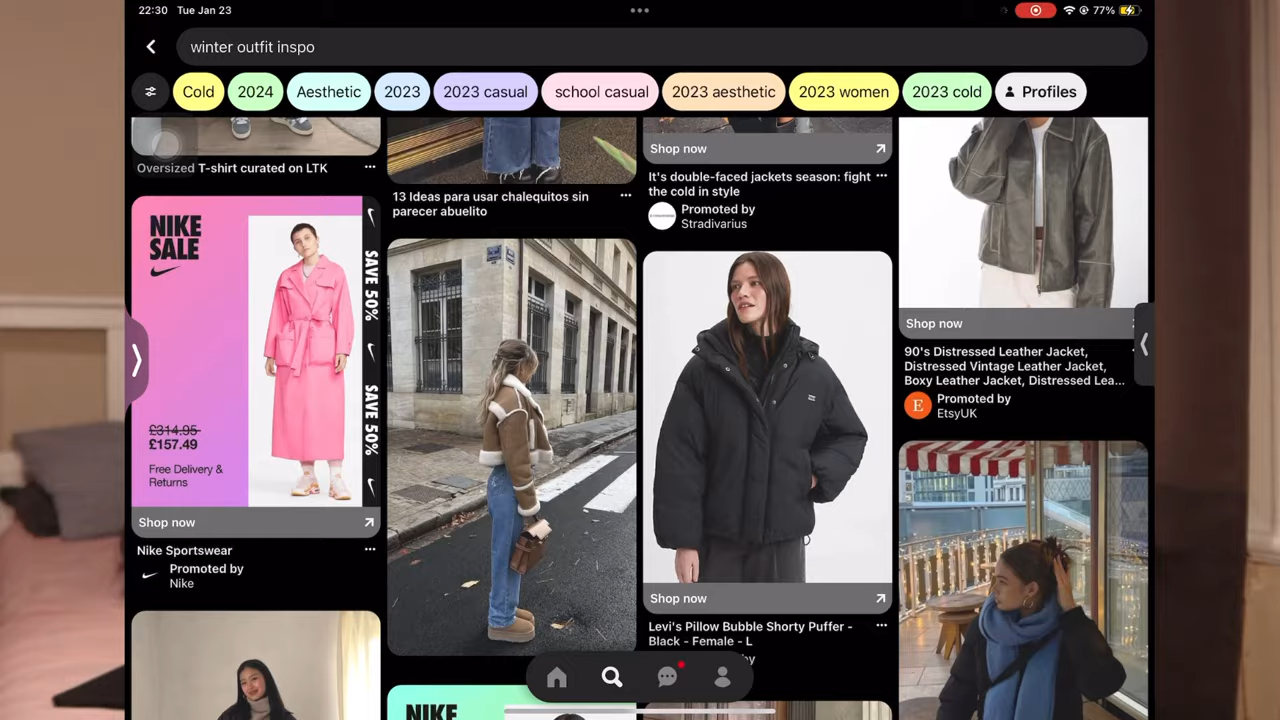 22:30 Tue Jan 23
77%
winter outfit inspo
Cold
2024
Aesthetic
2023
2023 casual
school casual
2023 aesthetic
2023 women
2023 cold
Profiles
Oversized T-shirt curated on LTK
NIKE
SALE
SAVE 50%
SAVE 50%
£314.95
£157.49
Free Delivery &
Returns
Shop now
Nike Sportswear
Promoted by
Nike
13 Ideas para usar chalequitos sin
parecer abuelito
NIKE
Shop now
It's double-faced jackets season: fight
the cold in style
Promoted by
Stradivarius
Shop now
Levi's Pillow Bubble Shorty Puffer -
Black - Female - L
by
Shop now
90's Distressed Leather Jacket,
Distressed Vintage Leather Jacket,
Boxy Leather Jacket, Distressed Lea...
E
Promoted by
EtsyUK